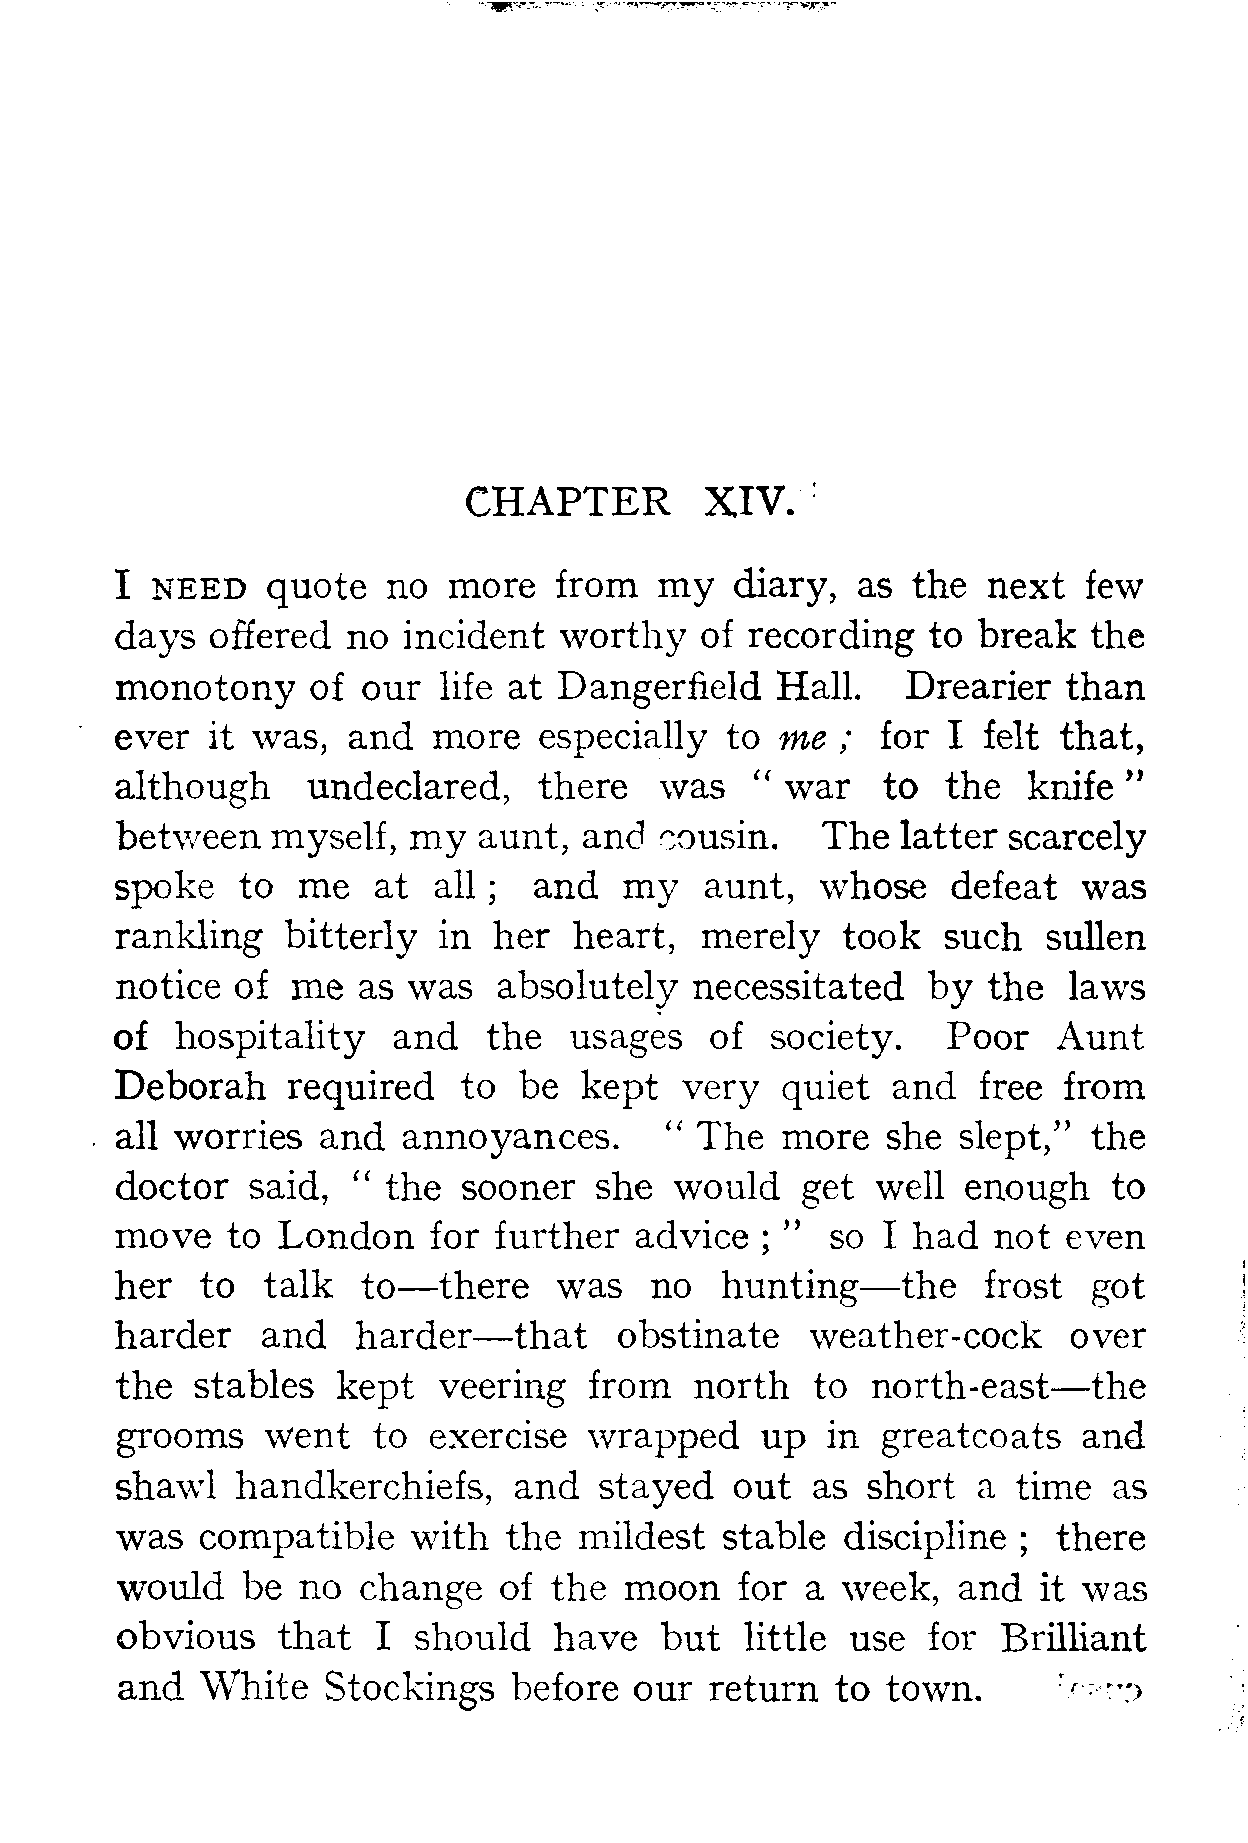 CHAPTER XIV.
I NEED quote no more from my diary, as the next few
days offered no incident worthy of recording to break the
monotony of our life at Dangerfield Hall. Drearier than
ever it was, and more especially to me ; for I felt that,
although undeclared, there was “ war to the knife ”
between myself, my aunt, and cousin. The latter scarcely
spoke to me at all ; and my aunt, whose defeat was
rankling bitterly in her heart, merely took such sullen
notice of me as was absolutely necessitated by the laws
of hospitality and the usages of society. Poor Aunt
Deborah required to be kept very quiet and free from
all worries and annoyances. “ The more she slept,” the
doctor said, “ the sooner she would get well enough to
move to London for further advice ; ” so I had not even
her to talk to—there was no hunting—the frost got
harder and harder—that obstinate weather-cock over
the stables kept veering from north to north-east—the
grooms went to exercise wrapped up in greatcoats and
shawl handkerchiefs, and stayed out as short a time as
was compatible with the mildest stable discipline ; there
would be no change of the moon for a week, and it was
obvious that I should have but little use for Brilliant
and White Stockings before our return to town.